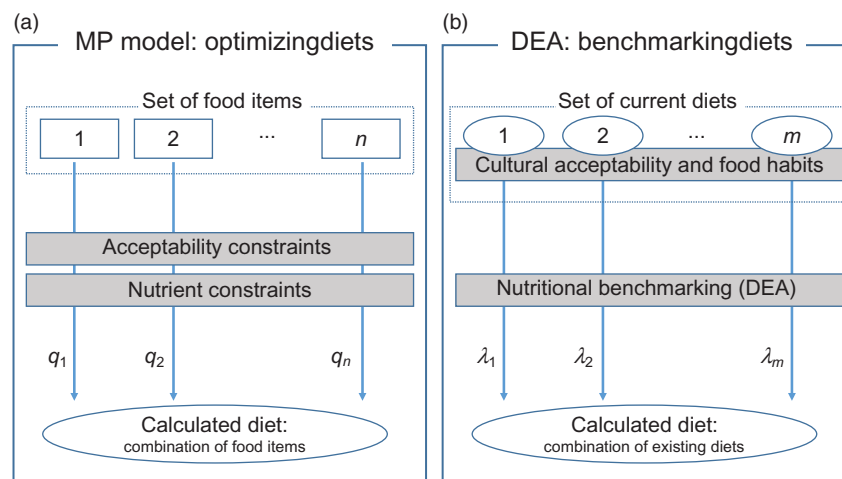 (a)
MP model: optimizingdiets
Set of food items
1 2 ... n
Acceptability constraints
Nutrient constraints
q1 q2 qn
Calculated diet:
combination of food items
(b)
DEA: benchmarkingdiets
Set of current diets
1 2 ... m
Cultural acceptability and food habits
Nutritional benchmarking (DEA)
λ1 λ2 λm
Calculated diet:
combination of existing diets